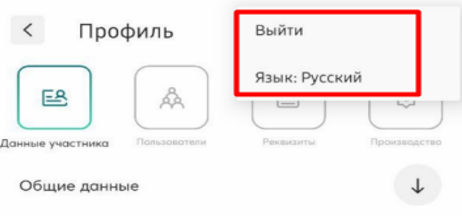 Профиль
Выйти
Язык: Русский
Данные участника
Пользователи
Реквизиты
Производство
Общие данные